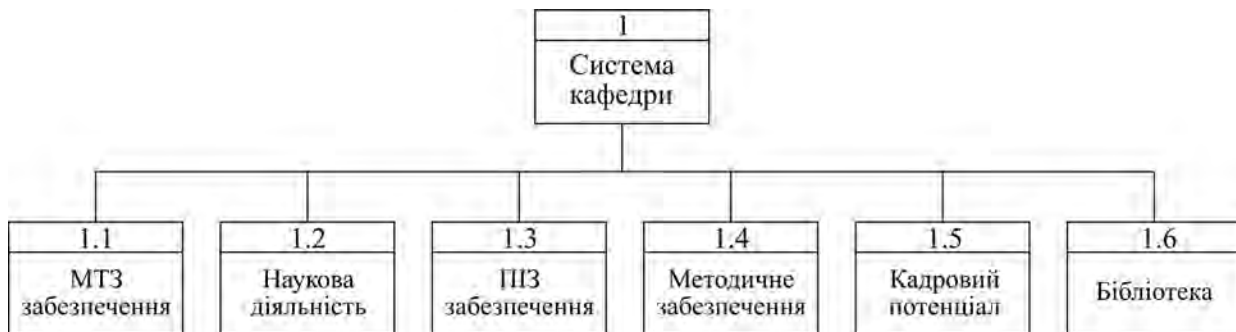 1
Система
кафедри
1.1
МТЗ
забезпечення
1.2
Наукова
діяльність
1.3
ПІЗ
забезпечення
1.4
Методичне
забезпечення
1.5
Кадровий
потенціал
1.6
Бібліотека